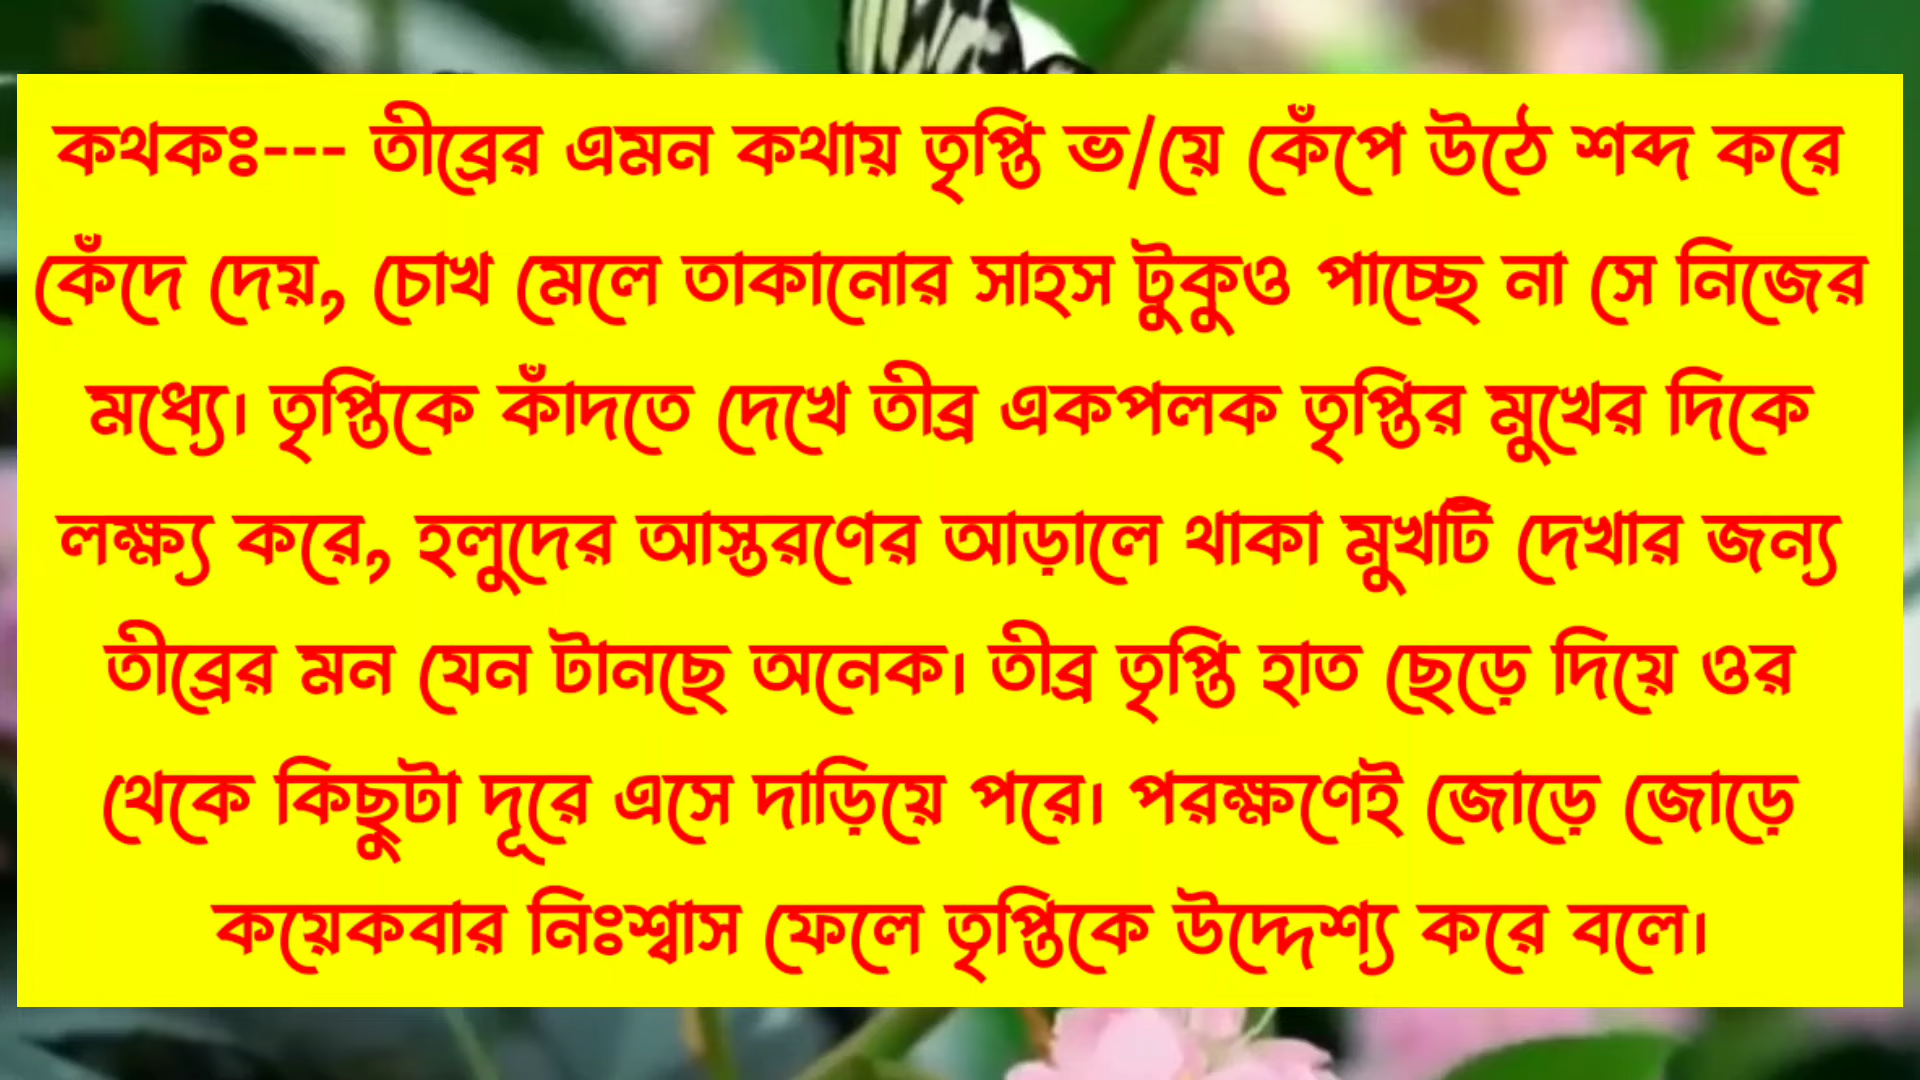 কথকঃ--- তীব্রের এমন কথায় তৃপ্তি ভ/য়ে কেঁপে উঠে শব্দ করে
কেঁদে দেয়, চোখ মেলে তাকানোর সাহস টুকুও পাচ্ছে না সে নিজের
মধ্যে। তৃপ্তিকে কাঁদতে দেখে তীব্র একপলক তৃপ্তির মুখের দিকে
লক্ষ্য করে, হলুদের আস্তরণের আড়ালে থাকা মুখটি দেখার জন্য
তীব্রের মন যেন টানছে অনেক। তীব্র তৃপ্তি হাত ছেড়ে দিয়ে ওর
থেকে কিছুটা দূরে এসে দাড়িয়ে পরে। পরক্ষণেই জোড়ে জোড়ে
কয়েকবার নিঃশ্বাস ফেলে তৃপ্তিকে উদ্দেশ্য করে বলে।